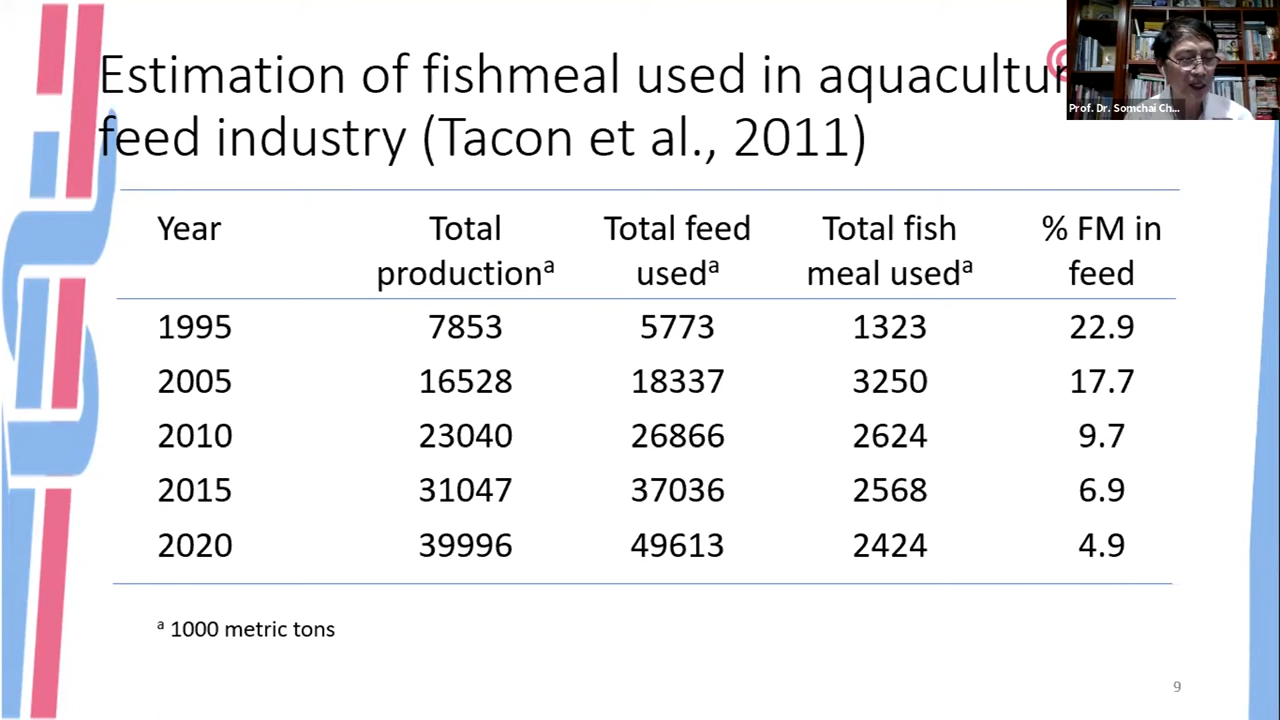 Estimation of fishmeal used in aquacultur
feed industry (Tacon et al., 2011)
Prof. Dr. Somchai Ch...
Year Total productionᵃ Total feed usedᵃ Total fish meal usedᵃ % FM in feed
1995 7853 5773 1323 22.9
2005 16528 18337 3250 17.7
2010 23040 26866 2624 9.7
2015 31047 37036 2568 6.9
2020 39996 49613 2424 4.9
ᵃ 1000 metric tons
9